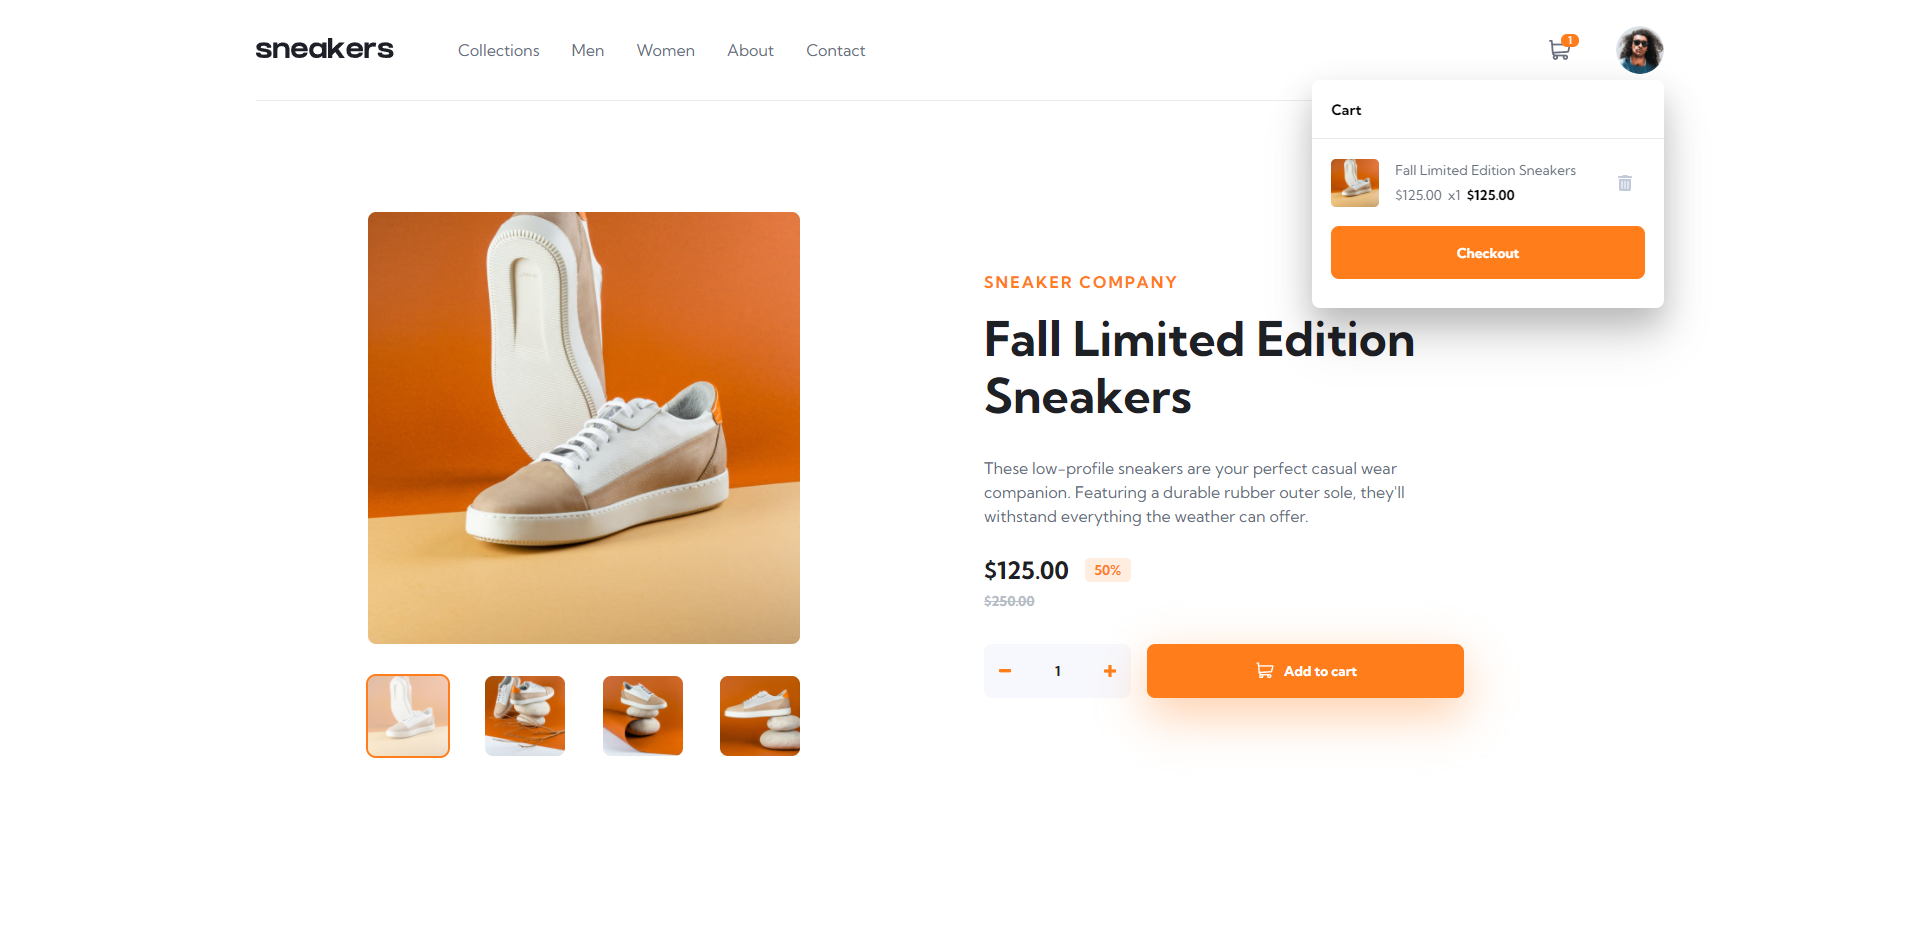 sneakers
Collections
Men
Women
About
Contact
1
Cart
Fall Limited Edition Sneakers
$125.00 x1 $125.00
Checkout
SNEAKER COMPANY
Fall Limited Edition
Sneakers
These low-profile sneakers are your perfect casual wear
companion. Featuring a durable rubber outer sole, they'll
withstand everything the weather can offer.
$125.00 50%
$250.00
1
Add to cart